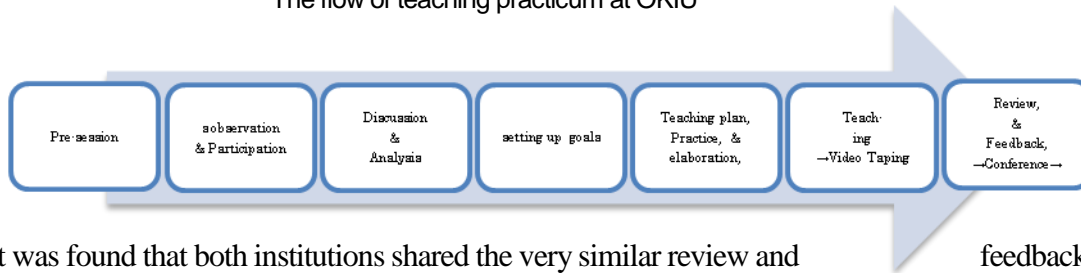 The flow of teaching practicum at OKIU
Pre-session
sobservation
& Participation
Discussion
&
Analysis
setting up goals
Teaching plan,
Practice, &
elaboration,
Teach-
ing
→Video Taping
Review,
&
Feedback,
→Conference→
t was found that both institutions shared the very similar review and feedback